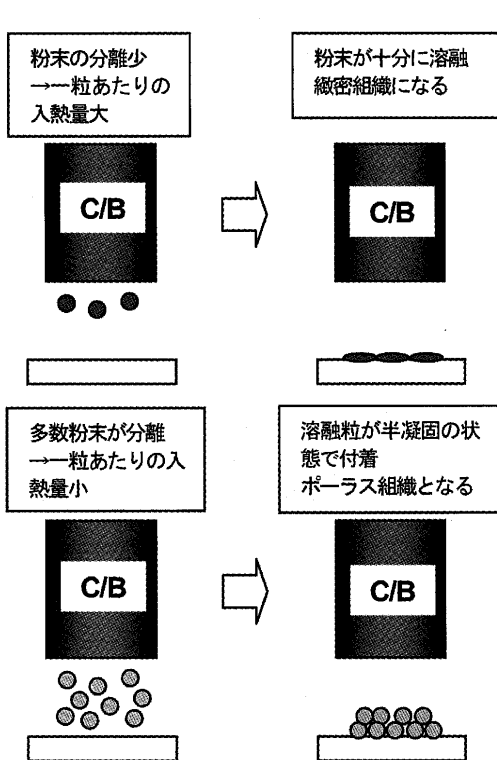 粉末の分離少
→一粒あたりの
入熱量大
粉末が十分に溶融
緻密組織になる
C/B
C/B
多数粉末が分離
→一粒あたりの入
熱量小
溶融粒が半凝固の状
態で付着
ポーラス組織となる
C/B
C/B